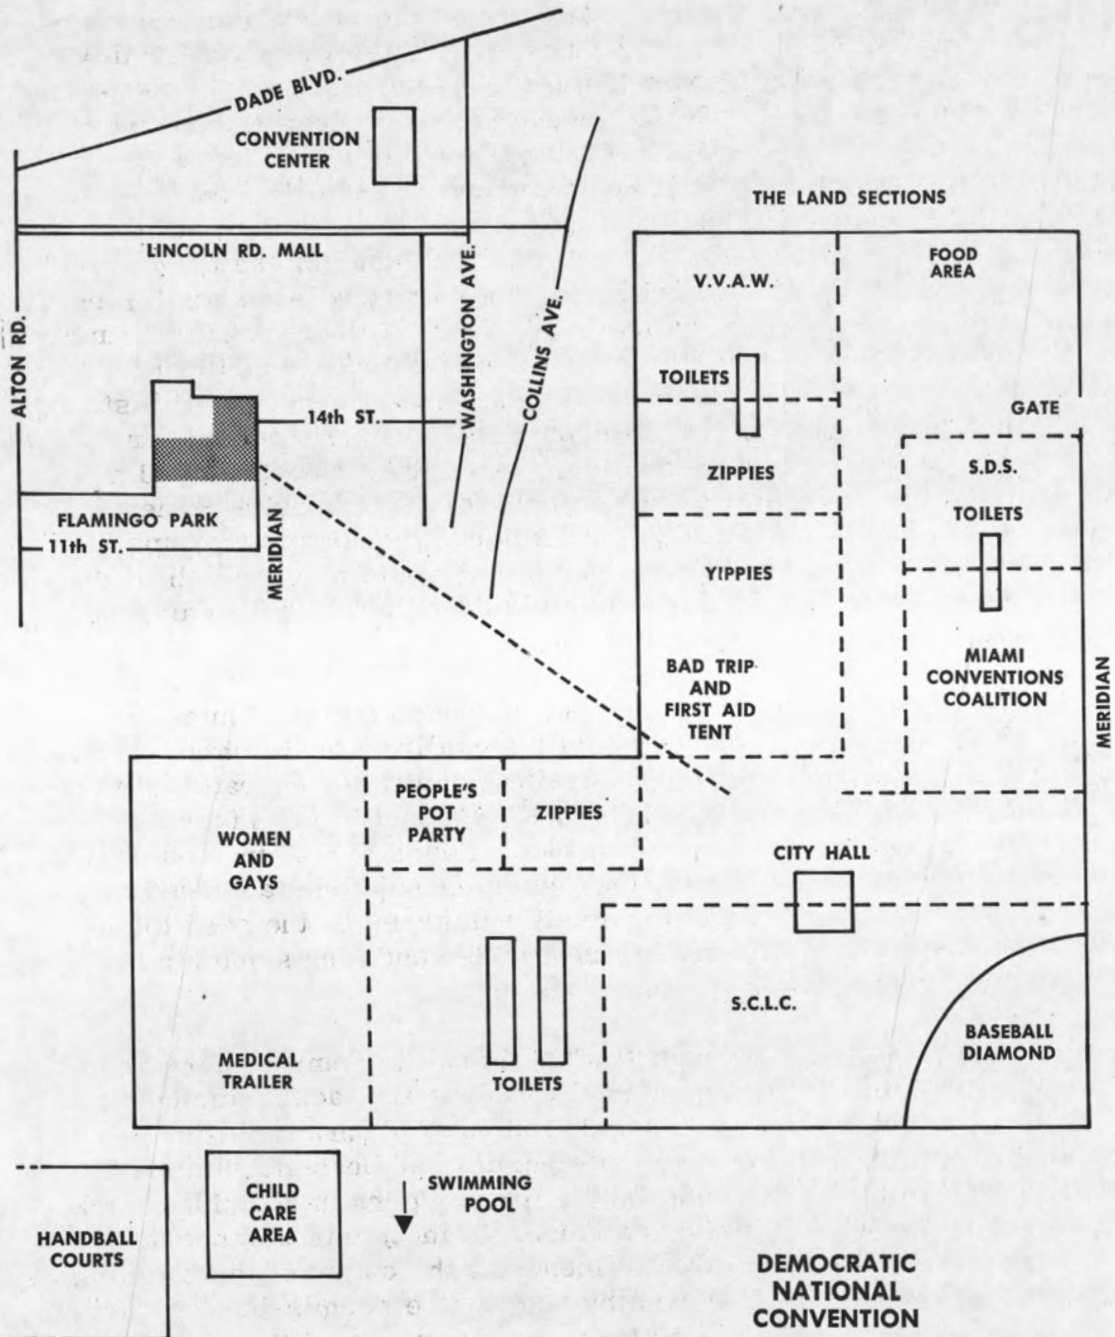 DADE BLVD.
CONVENTION
CENTER
THE LAND SECTIONS
LINCOLN RD. MALL
ALTON RD.
WASHINGTON AVE.
COLLINS AVE.
14th ST.
FLAMINGO PARK
11th ST.
MERIDIAN
V.V.A.W.
FOOD
AREA
TOILETS
GATE
ZIPPIES
S.D.S.
TOILETS
YIPPIES
BAD TRIP
AND
FIRST AID
TENT
MIAMI
CONVENTIONS
COALITION
MERIDIAN
PEOPLE'S
POT
PARTY
ZIPPIES
WOMEN
AND
GAYS
CITY HALL
S.C.L.C.
BASEBALL
DIAMOND
MEDICAL
TRAILER
TOILETS
HANDBALL
COURTS
CHILD
CARE
AREA
SWIMMING
POOL
DEMOCRATIC
NATIONAL
CONVENTION